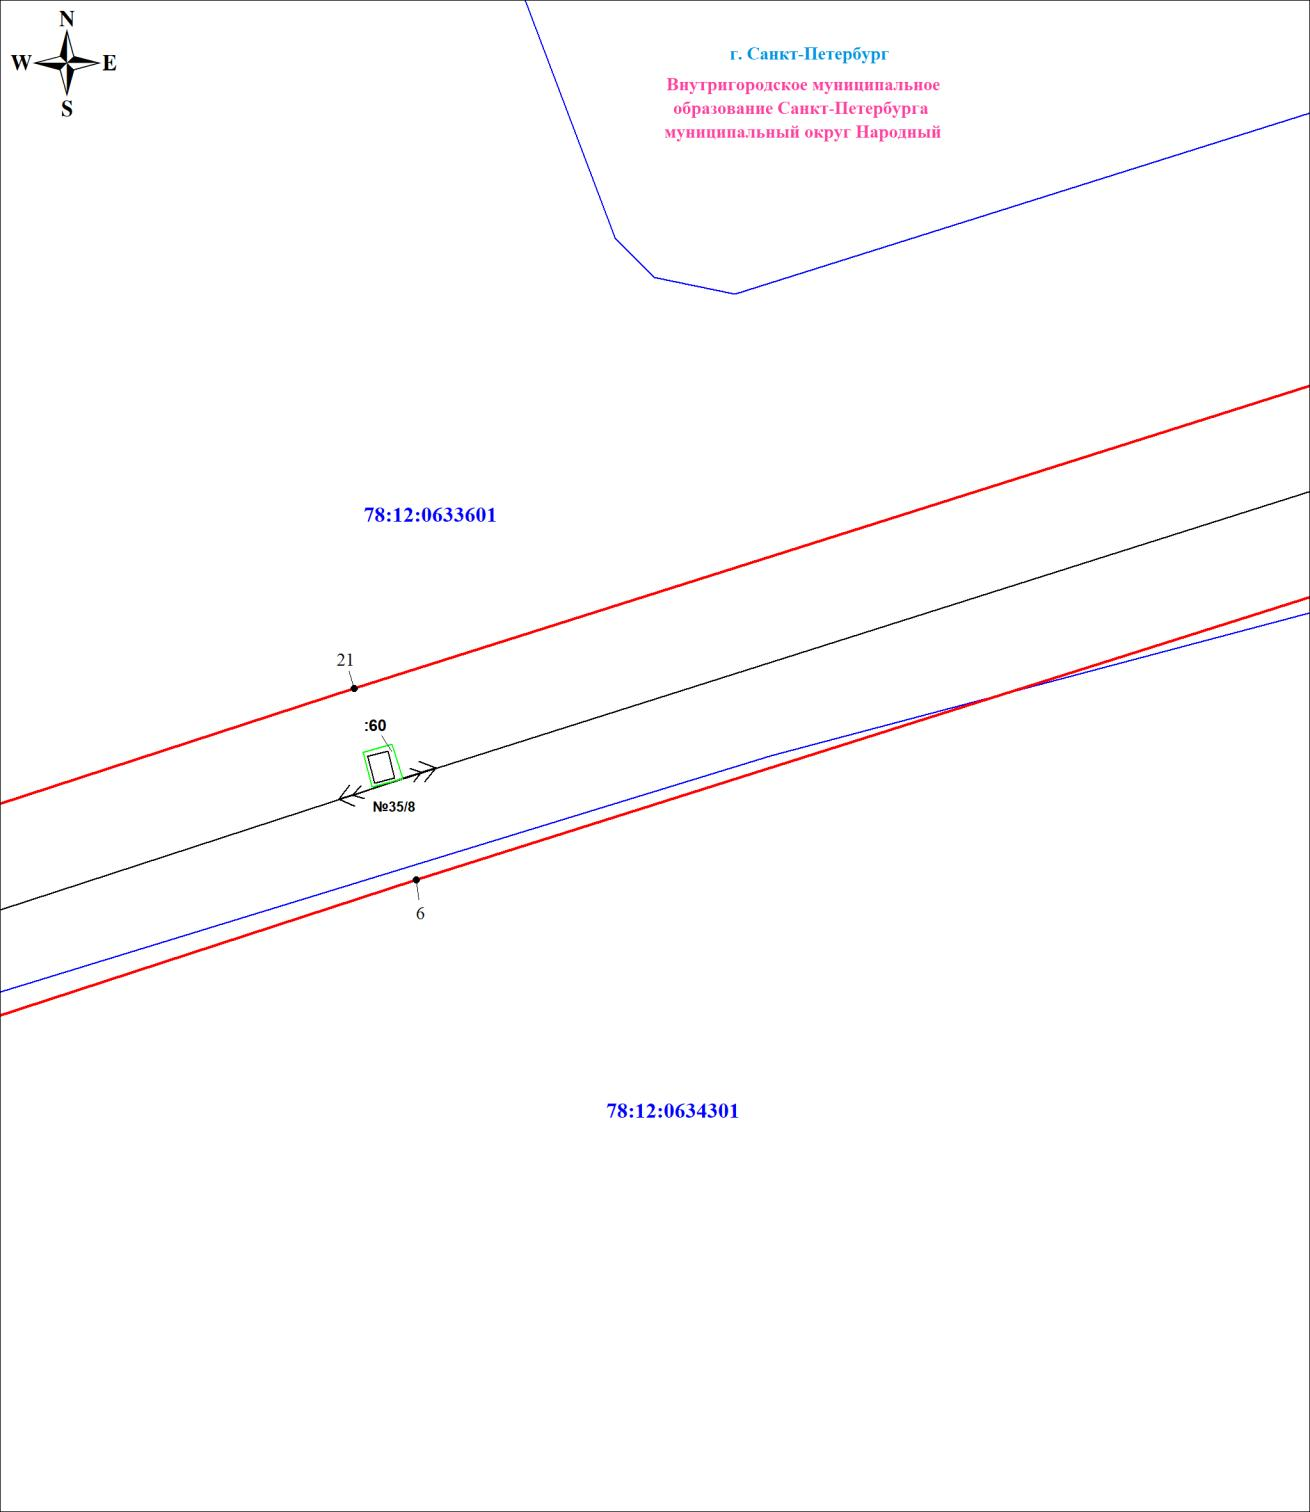 N
W E
S
г. Санкт-Петербург
Внутригородское муниципальное
образование Санкт-Петербурга
муниципальный округ Народный
78:12:0633601
21
:60
№35/8
6
78:12:0634301